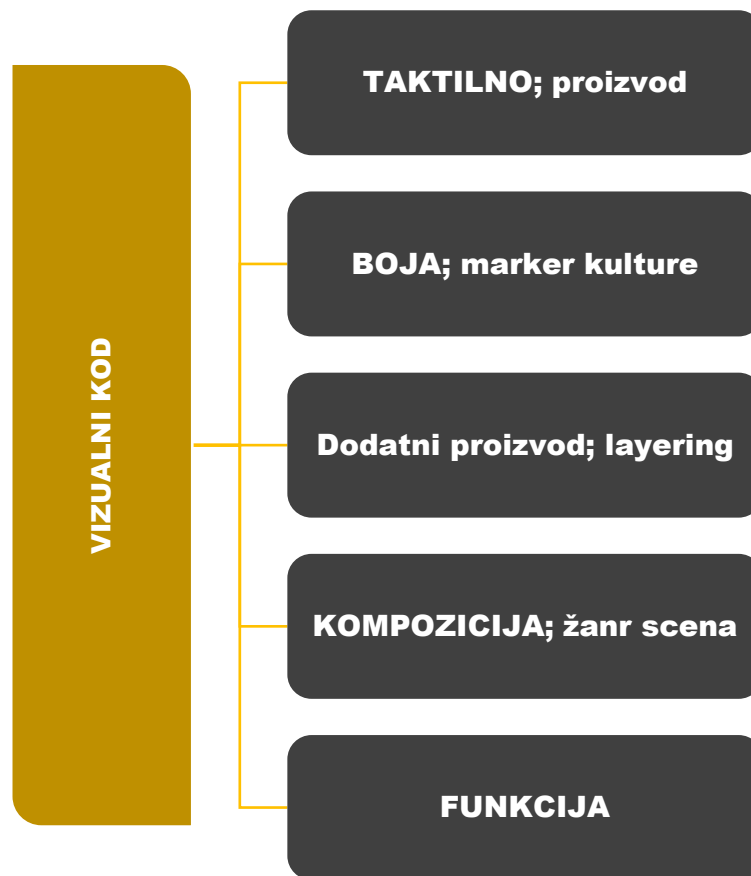 VIZUALNI KOD
TAKTILNO; proizvod
BOJA; marker kulture
Dodatni proizvod; layering
KOMPOZICIJA; žanr scena
FUNKCIJA